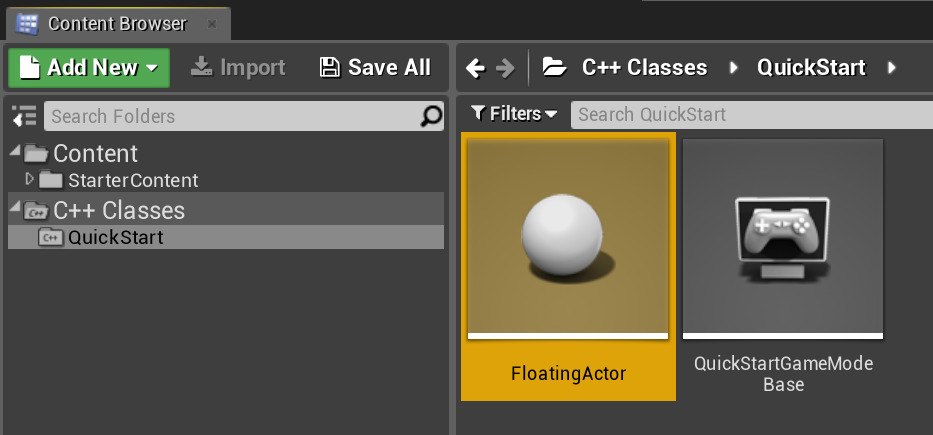 Content Browser
Add New Import Save All
C++ Classes QuickStart
Search Folders
Filters Search QuickStart
Content
StarterContent
C++ Classes
QuickStart
FloatingActor
QuickStartGameMode
Base